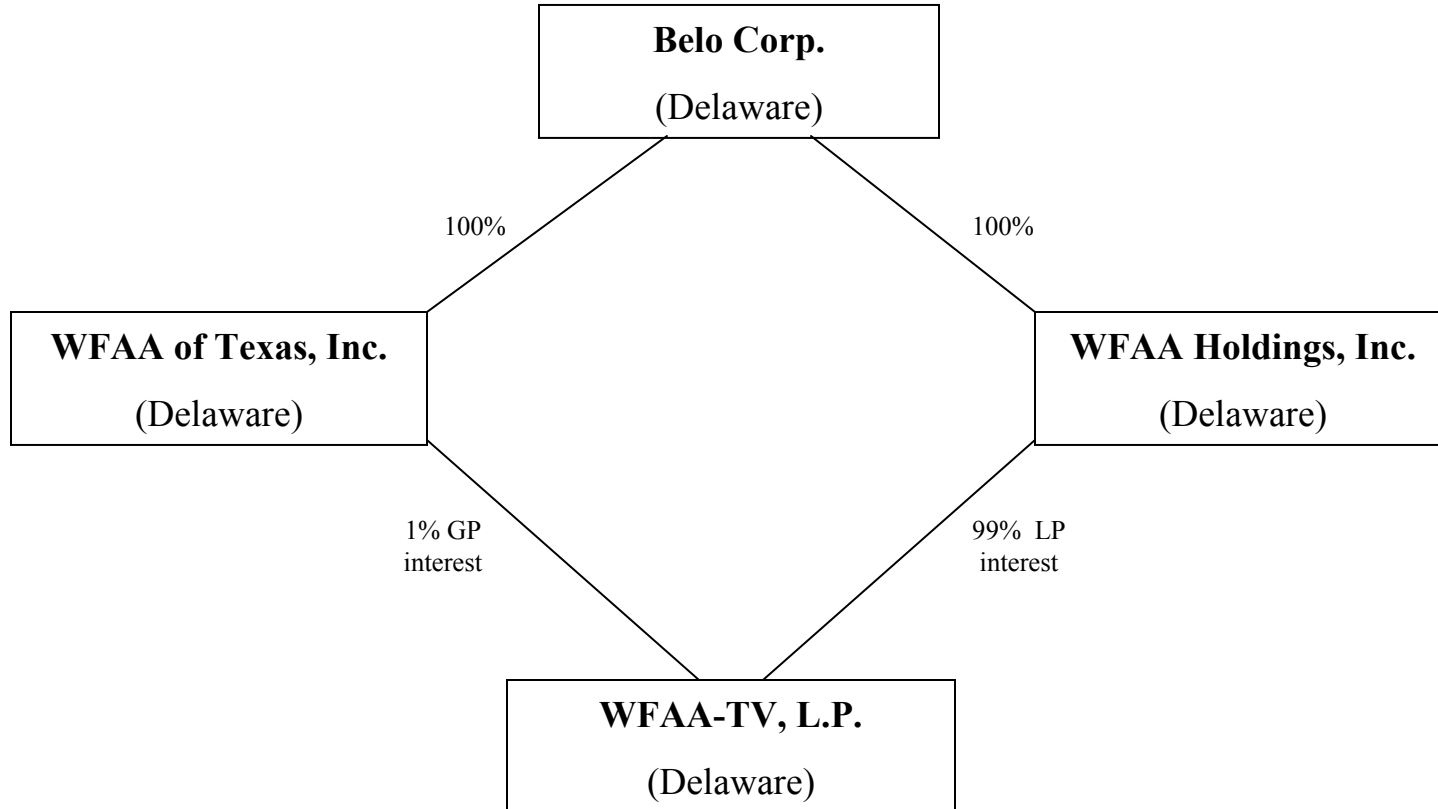 Belo Corp.
(Delaware)
100%
100%
WFAA of Texas, Inc.
(Delaware)
WFAA Holdings, Inc.
(Delaware)
1% GP
interest
99% LP
interest
WFAA-TV, L.P.
(Delaware)